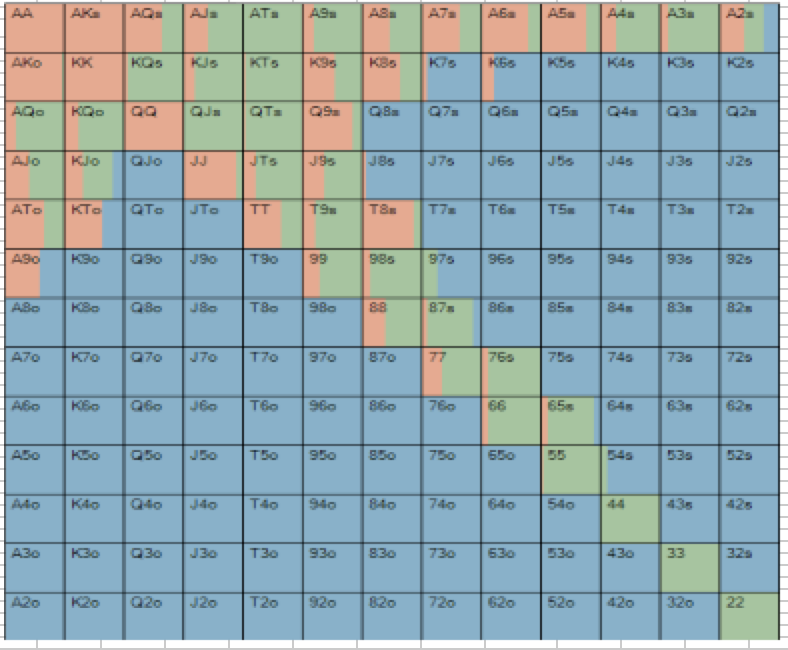 AA AKs AQs AJs ATs A9s A8s A7s A6s A5s A4s A3s A2s
AKo KK KQs KJs KTs K9s K8s K7s K6s K5s K4s K3s K2s
AQo KQo QQ QJs QTs Q9s Q8s Q7s Q6s Q5s Q4s Q3s Q2s
AJo KJo QJo JJ JTs J9s J8s J7s J6s J5s J4s J3s J2s
ATo KTo QTo JTo TT T9s T8s T7s T6s T5s T4s T3s T2s
A9o K9o Q9o J9o T9o 99 98s 97s 96s 95s 94s 93s 92s
A8o K8o Q8o J8o T8o 98o 88 87s 86s 85s 84s 83s 82s
A7o K7o Q7o J7o T7o 97o 87o 77 76s 75s 74s 73s 72s
A6o K6o Q6o J6o T6o 96o 86o 76o 66 65s 64s 63s 62s
A5o K5o Q5o J5o T5o 95o 85o 75o 65o 55 54s 53s 52s
A4o K4o Q4o J4o T4o 94o 84o 74o 64o 54o 44 43s 42s
A3o K3o Q3o J3o T3o 93o 83o 73o 63o 53o 43o 33 32s
A2o K2o Q2o J2o T2o 92o 82o 72o 62o 52o 42o 32o 22